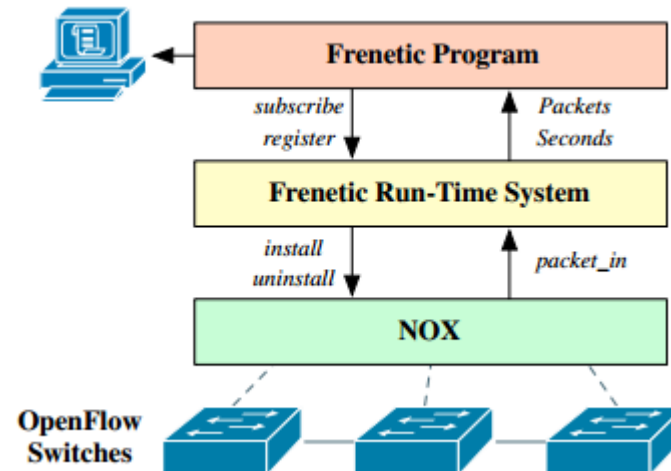 Frenetic Program
subscribe
register
Packets
Seconds
Frenetic Run-Time System
install
uninstall
packet_in
NOX
OpenFlow
Switches